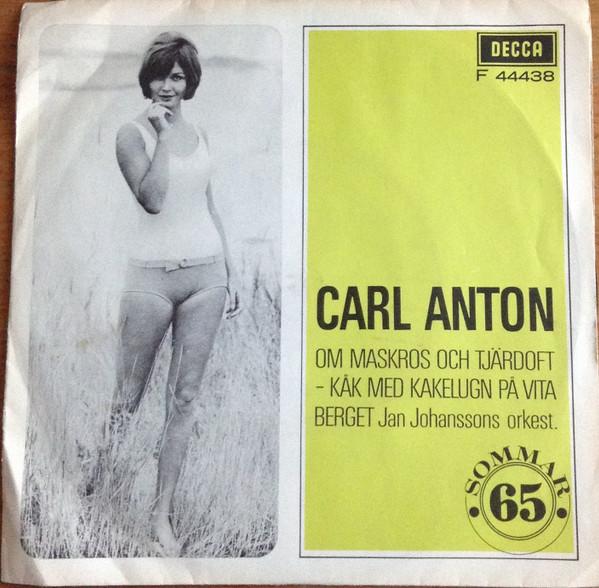 DECCA
F 44438
CARL ANTON
OM MASKROS OCH TJÄRDOFT
- KÅK MED KAKELUGN PÅ VITA
BERGET Jan Johanssons orkest.
• SOMMAR •
65